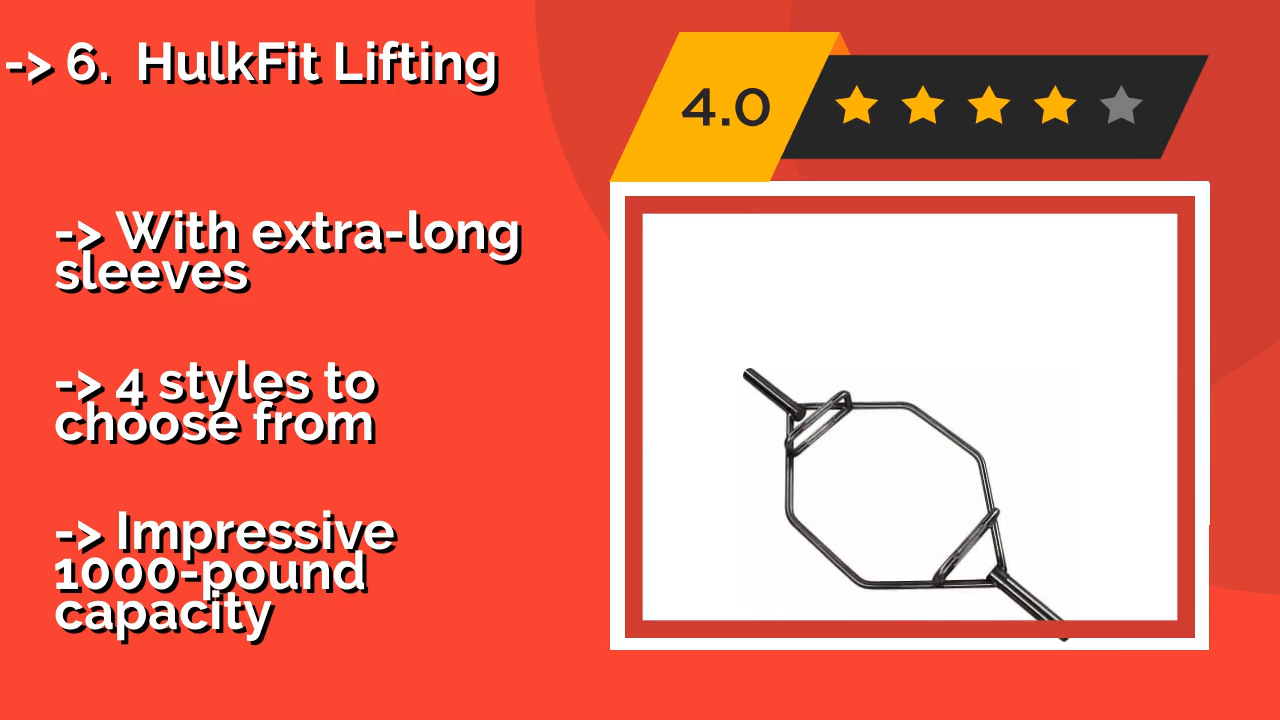 -> 6.  HulkFit Lifting
4.0
-> With extra-long
sleeves
-> 4 styles to
choose from
-> Impressive
1000-pound
capacity